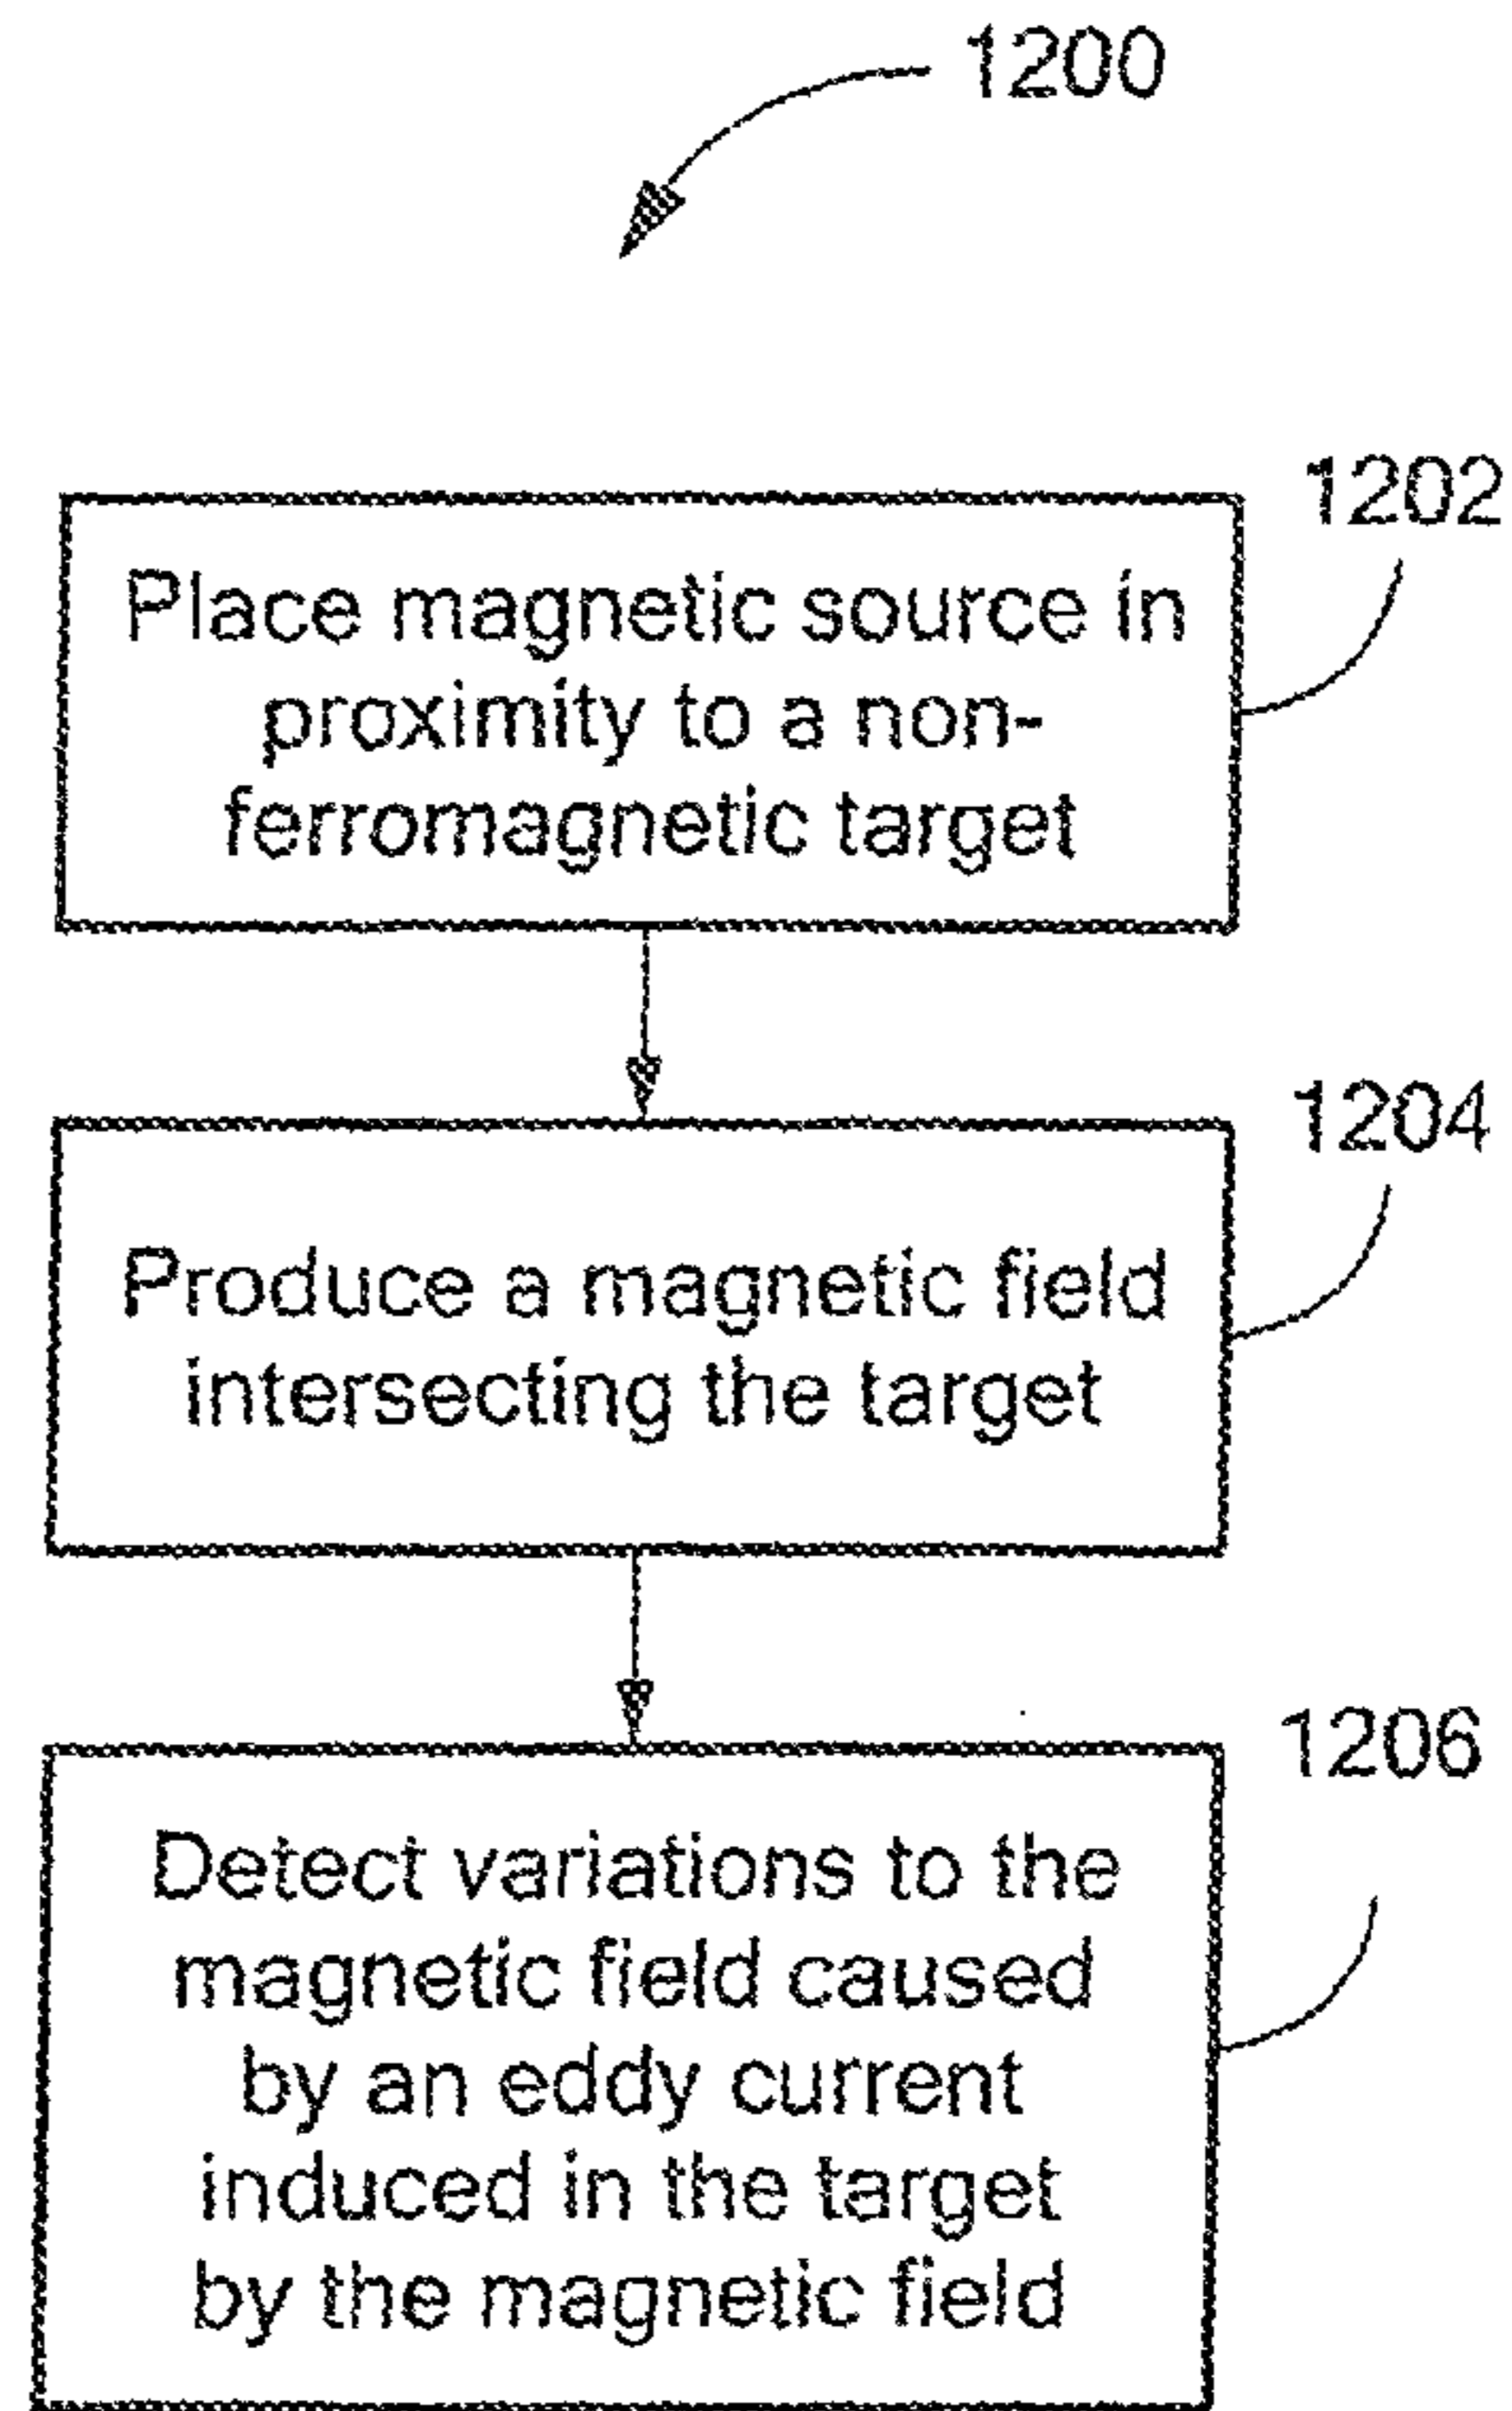 1200
1202
Place magnetic source in
proximity to a non-
ferromagnetic target
1204
Produce a magnetic field
intersecting the target
1206
Detect variations to the
magnetic field caused
by an eddy current
induced in the target
by the magnetic field